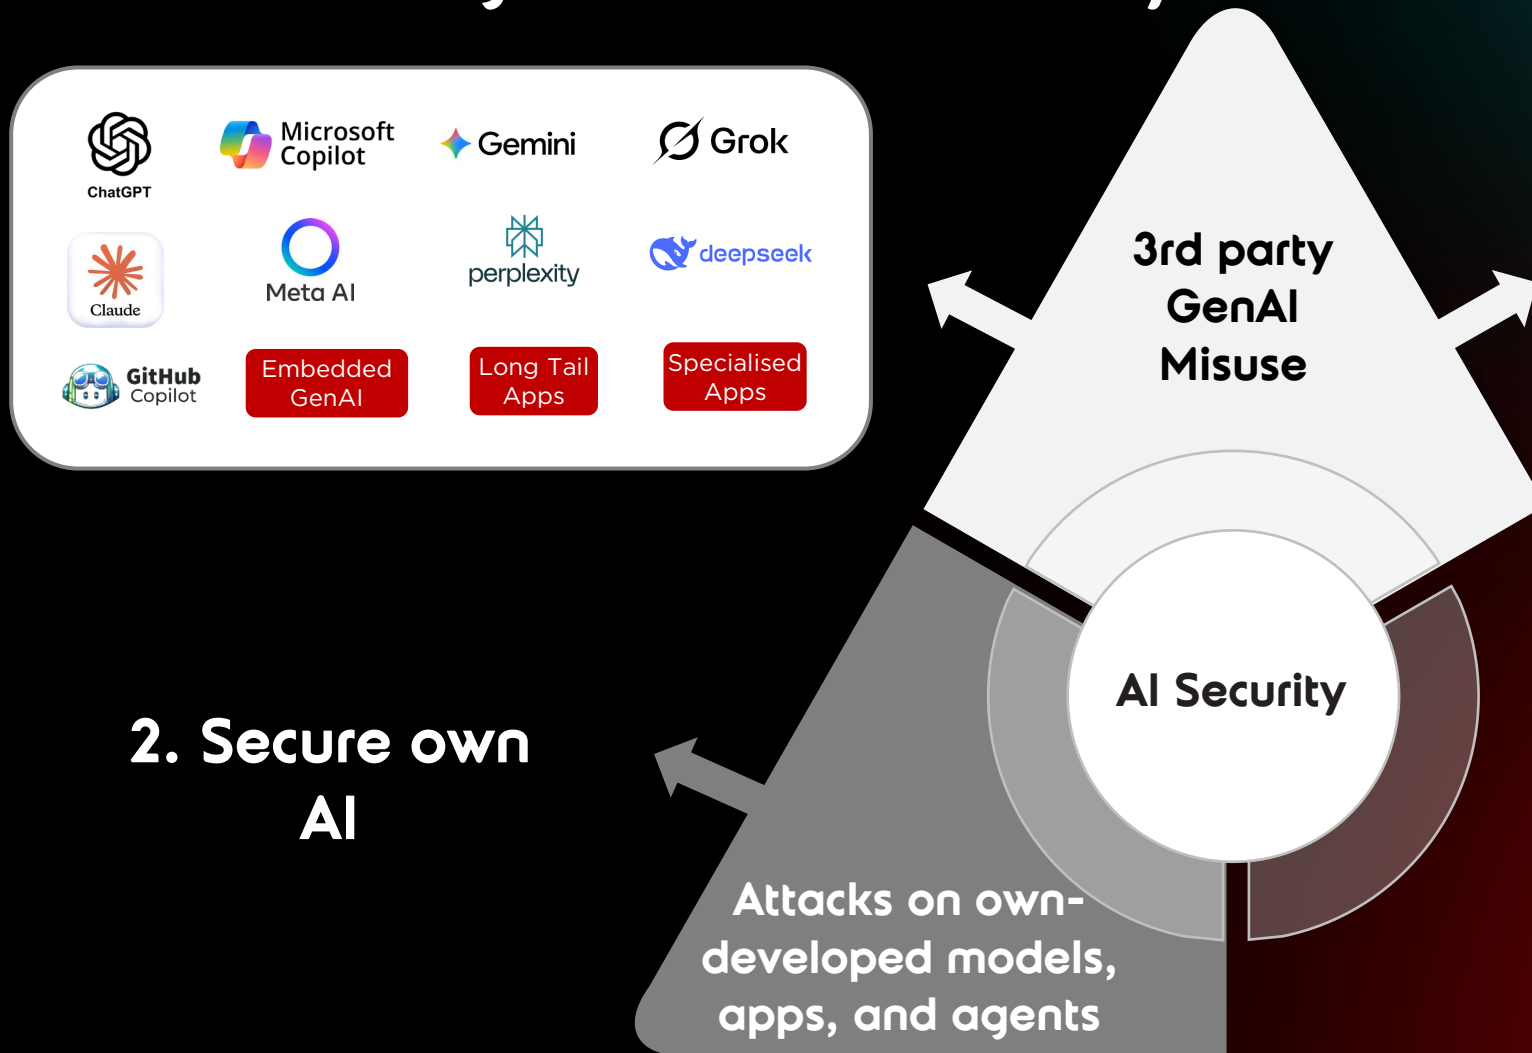 ChatGPT
Microsoft
Copilot
Gemini
Grok
Claude
Meta AI
perplexity
deepseek
GitHub
Copilot
Embedded
GenAI
Long Tail
Apps
Specialised
Apps
3rd party
GenAI
Misuse
AI Security
2. Secure own
AI
Attacks on own-
developed models,
apps, and agents